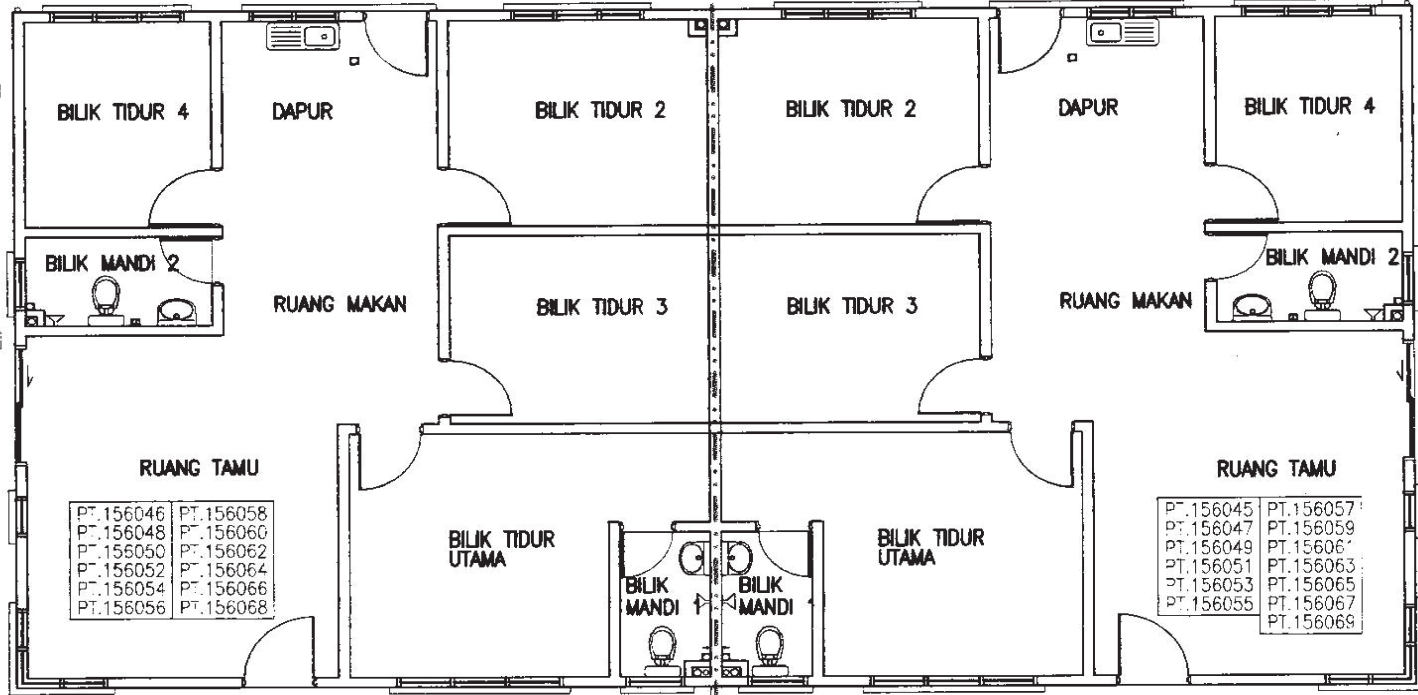 BILIK TIDUR 4
DAPUR
BILIK TIDUR 2
BILIK TIDUR 2
DAPUR
BILIK TIDUR 4
BILIK MANDI 2
RUANG MAKAN
BILIK TIDUR 3
BILIK TIDUR 3
RUANG MAKAN
BILIK MANDI 2
RUANG TAMU
PT.156046 PT.156058
PT.156048 PT.156060
PT.156050 PT.156062
PT.156052 PT.156064
PT.156054 PT.156066
PT.156056 PT.156068
BILIK TIDUR
UTAMA
BILIK
MANDI 1
BILIK
MANDI 1
BILIK TIDUR
UTAMA
RUANG TAMU
PT.156045 PT.156057
PT.156047 PT.156059
PT.156049 PT.156061
PT.156051 PT.156063
PT.156053 PT.156065
PT.156055 PT.156067
PT.156069